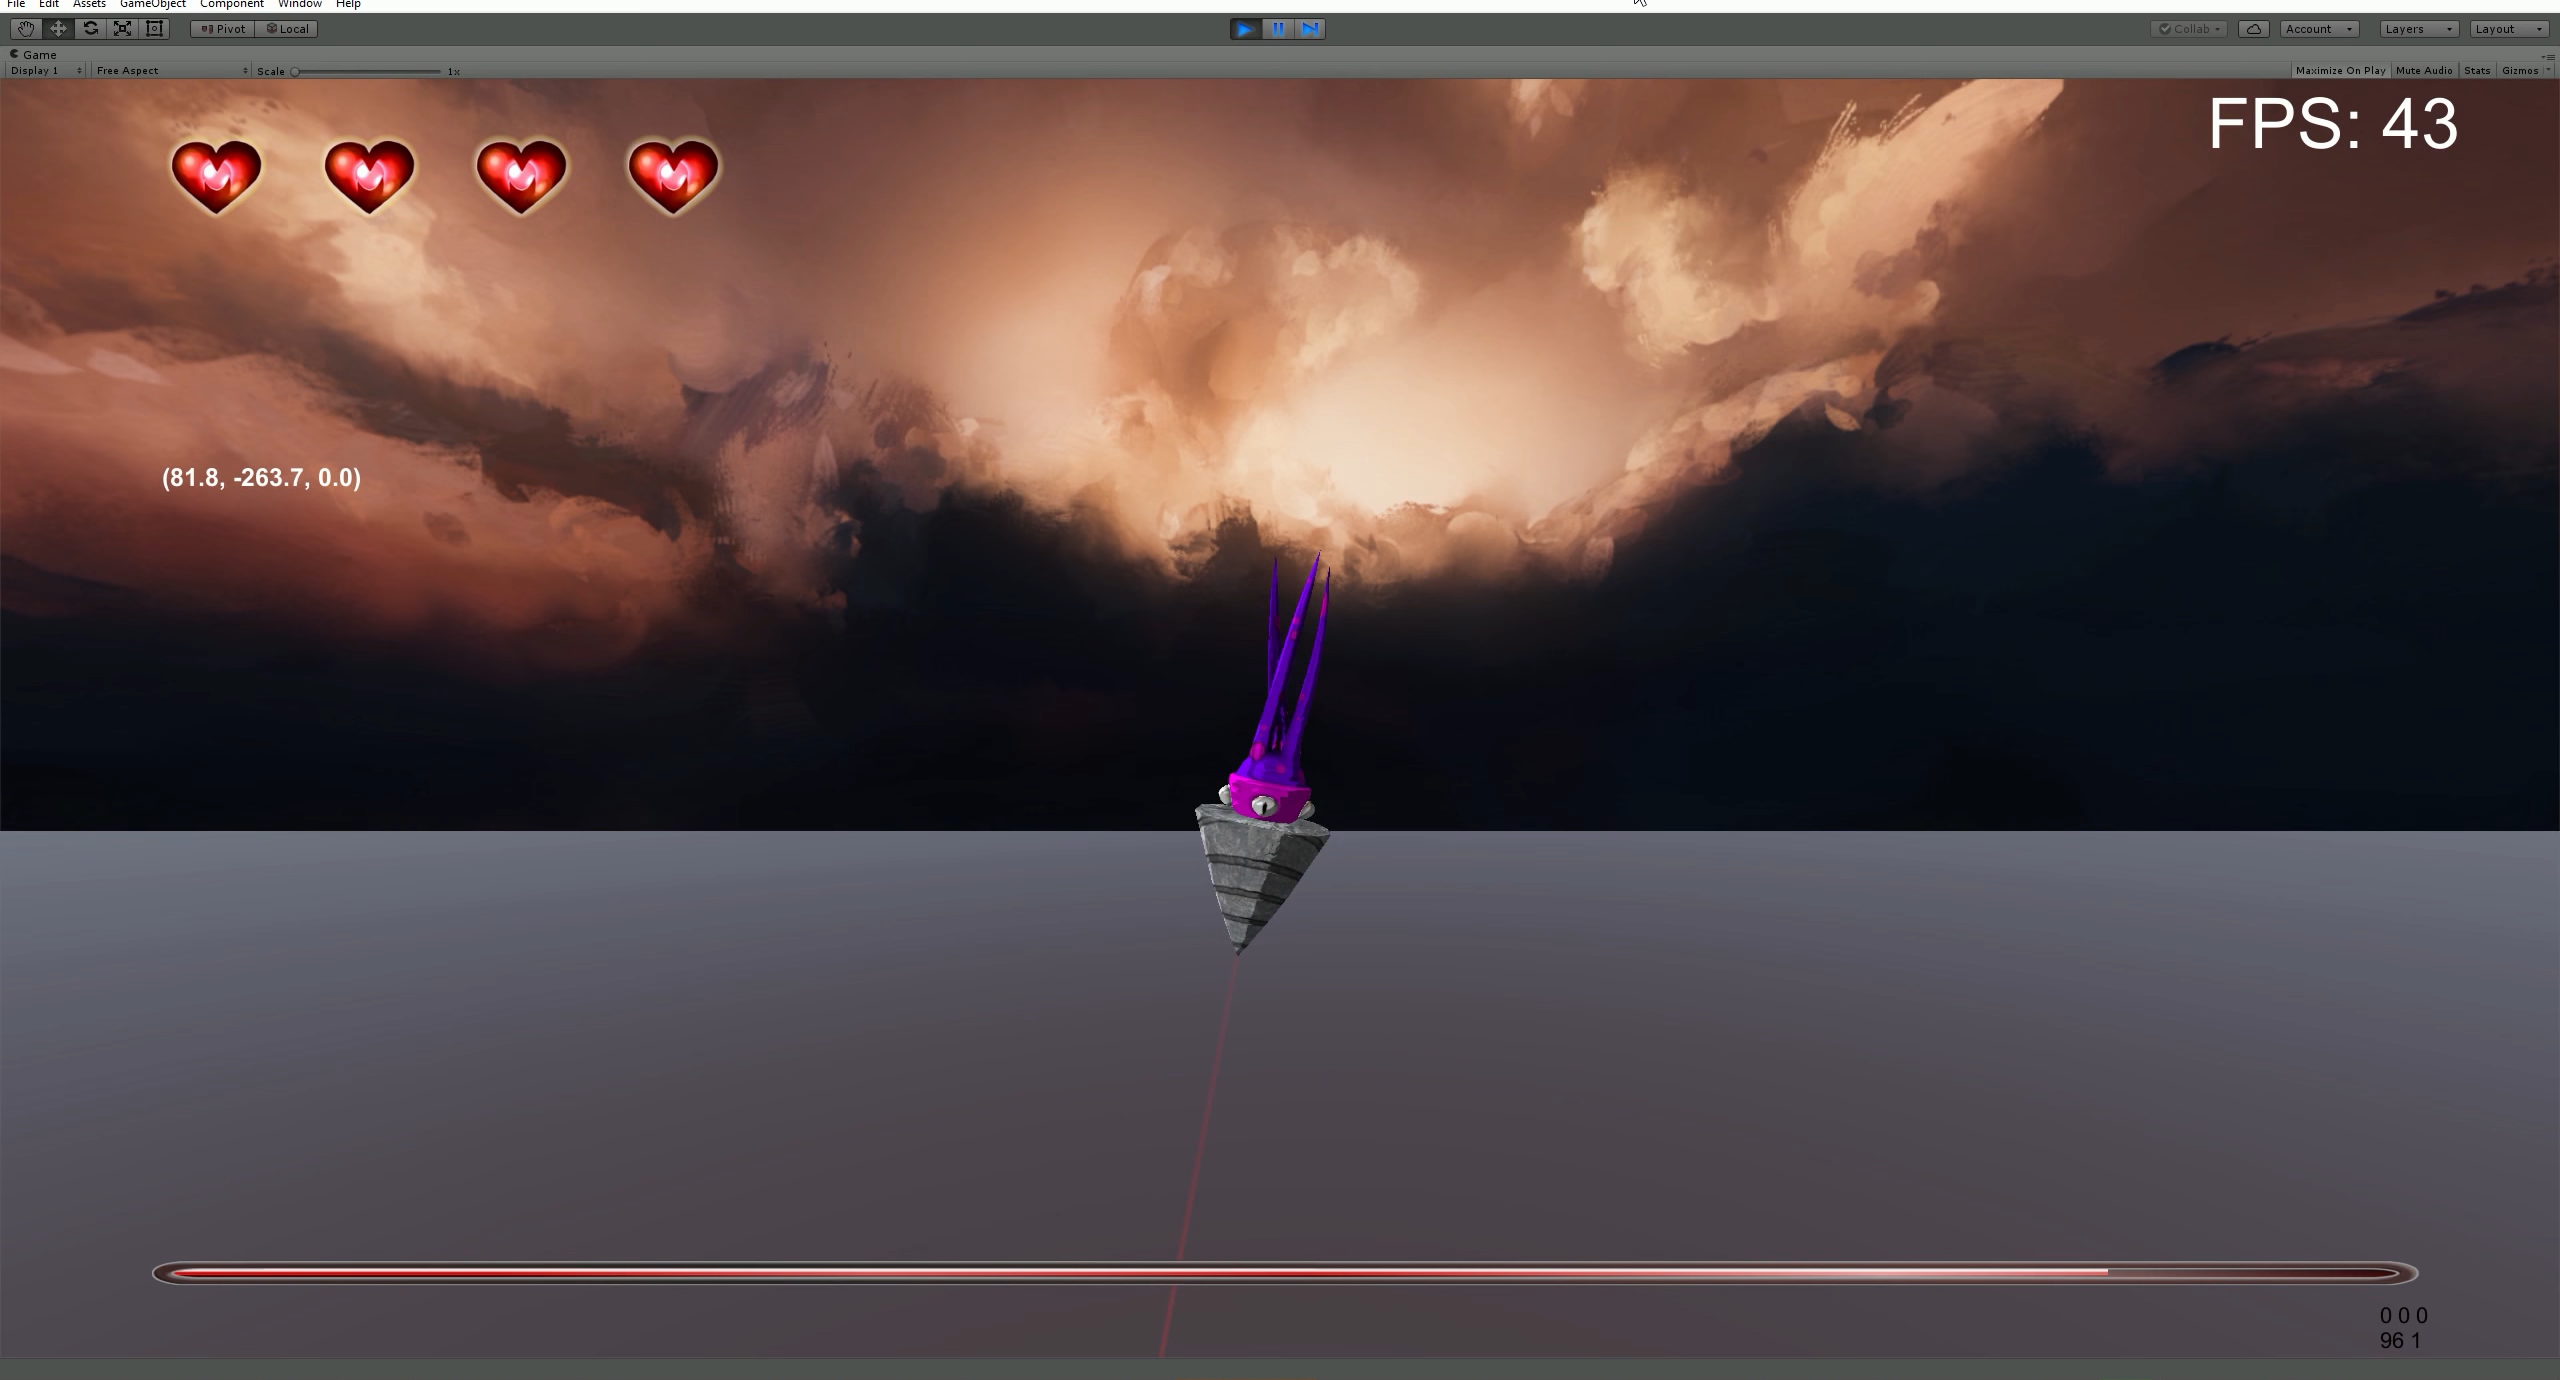 File Edit Assets GameObject Component Window Help
Pivot Local Collab Account Layers Layout
Game
Display 1 Free Aspect Scale 1x Maximize On Play Mute Audio Stats Gizmos
FPS: 43
(81.8, -263.7, 0.0)
0 0 0
96 1